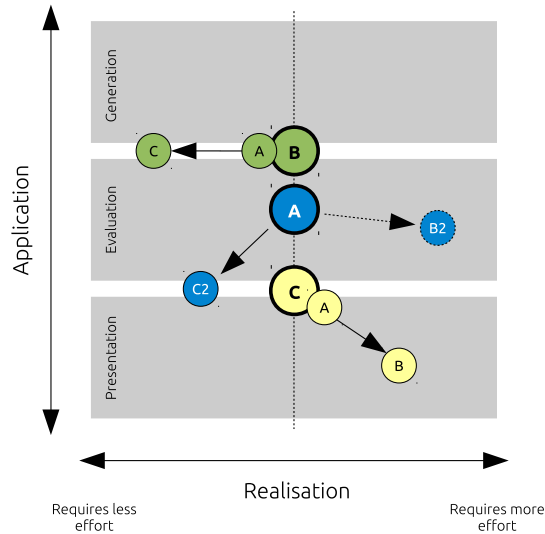 Generation
C
A
B
Evaluation
A
B2
C2
C
A
Presentation
B
Application
Realisation
Requires less
effort
Requires more
effort